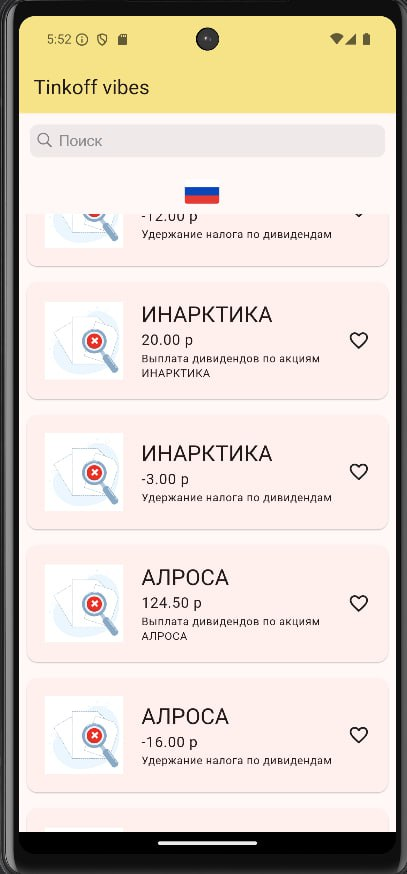 5:52
Tinkoff vibes
Поиск
-12.00 р
Удержание налога по дивидендам
ИНАРКТИКА
20.00 р
Выплата дивидендов по акциям
ИНАРКТИКА
ИНАРКТИКА
-3.00 р
Удержание налога по дивидендам
АЛРОСА
124.50 р
Выплата дивидендов по акциям
АЛРОСА
АЛРОСА
-16.00 р
Удержание налога по дивидендам